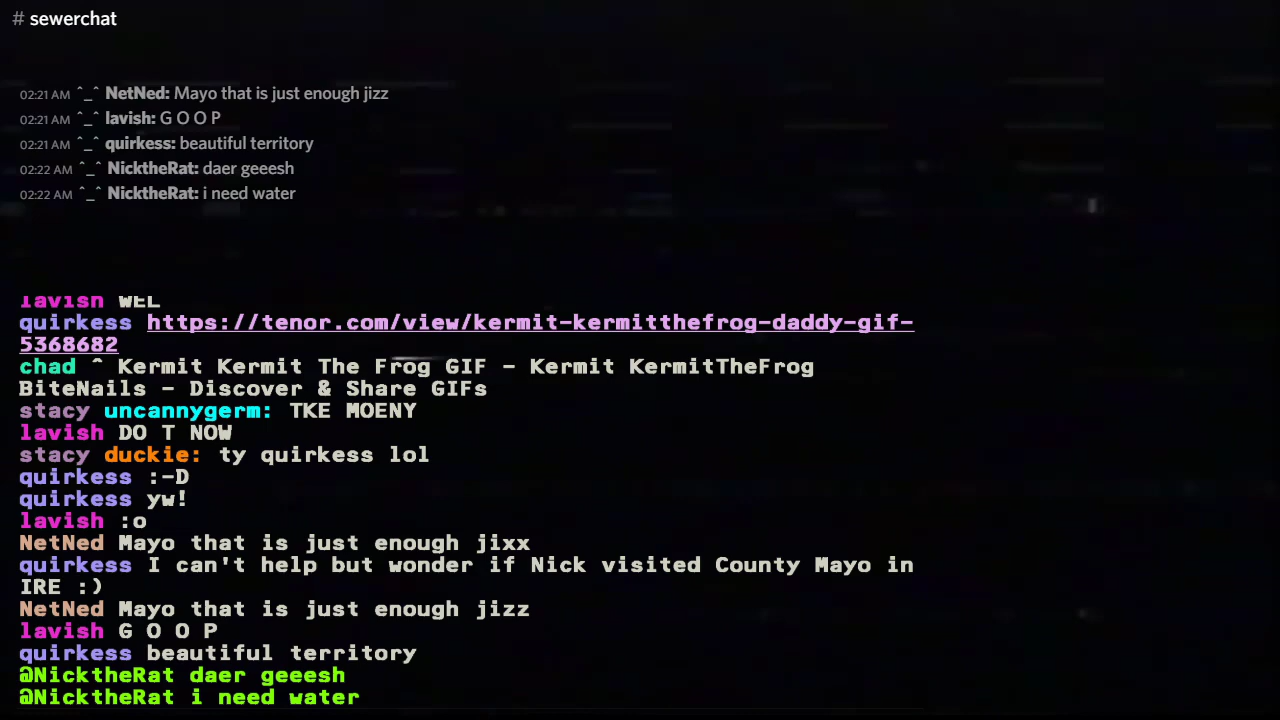 # sewerchat
02:21 AM ^_^ NetNed: Mayo that is just enough jizz
02:21 AM ^_^ lavish: G O O P
02:21 AM ^_^ quirkess: beautiful territory
02:22 AM ^_^ NicktheRat: daer geeesh
02:22 AM ^_^ NicktheRat: i need water
lavish WEL
quirkess https://tenor.com/view/kermit-kermitthefrog-daddy-gif-
5368682
chad ^ Kermit Kermit The Frog GIF - Kermit KermitTheFrog
BiteNails - Discover & Share GIFs
stacy uncannygerm: TKE MOENY
lavish DO T NOW
stacy duckie: ty quirkess lol
quirkess :-D
quirkess yw!
lavish :o
NetNed Mayo that is just enough jixx
quirkess I can't help but wonder if Nick visited County Mayo in
IRE :)
NetNed Mayo that is just enough jizz
lavish G O O P
quirkess beautiful territory
@NicktheRat daer geeesh
@NicktheRat i need water